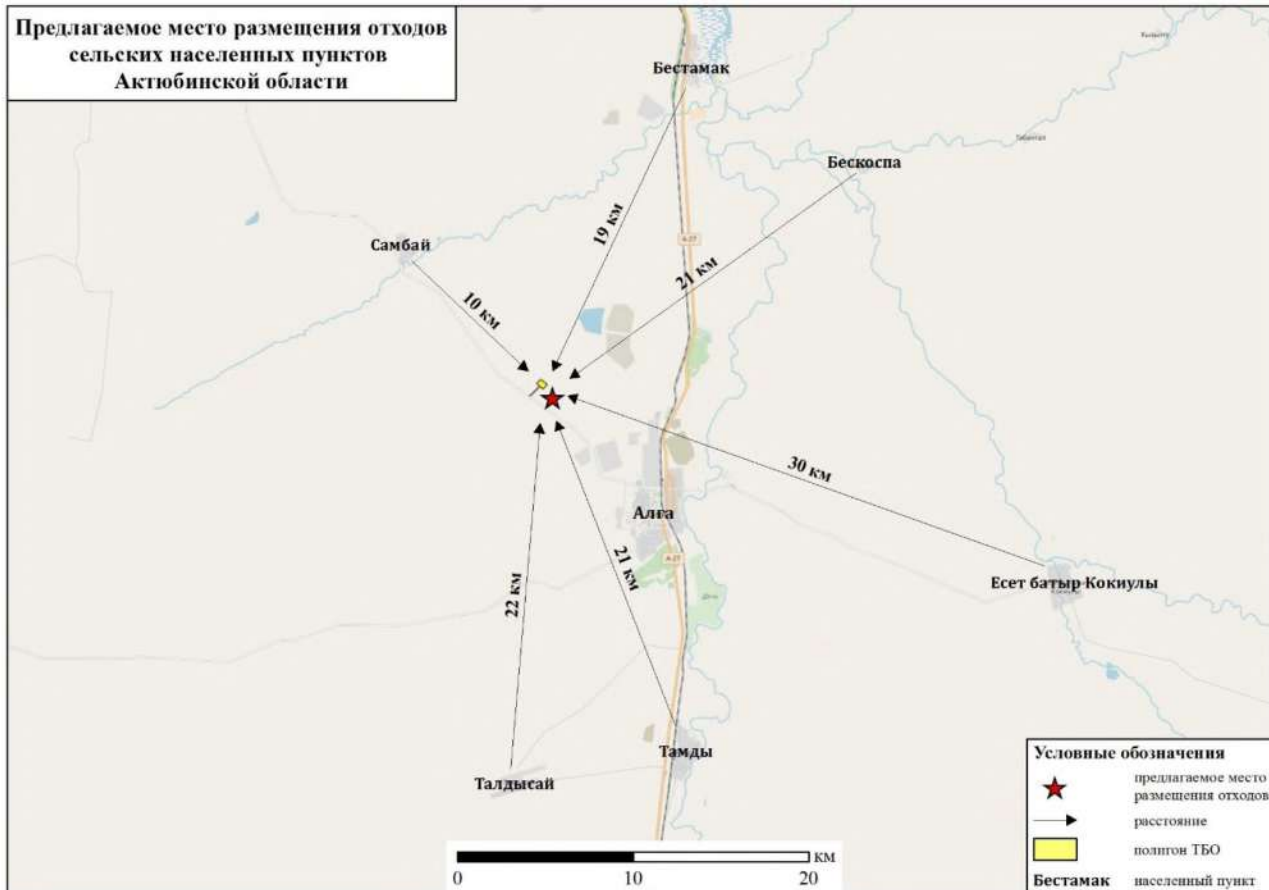 Предлагаемое место размещения отходов
сельских населенных пунктов
Актюбинской области
Бестамак
Бескоспа
Самбай
19 км
А-27
21 км
10 км
30 км
Алга
21 км
А-27
22 км
Есет батыр Кокиулы
Тамды
Талдысай
Условные обозначения
предлагаемое место
размещения отходов
расстояние
полигон ТБО
Бестамак населенный пункт
км
0 10 20